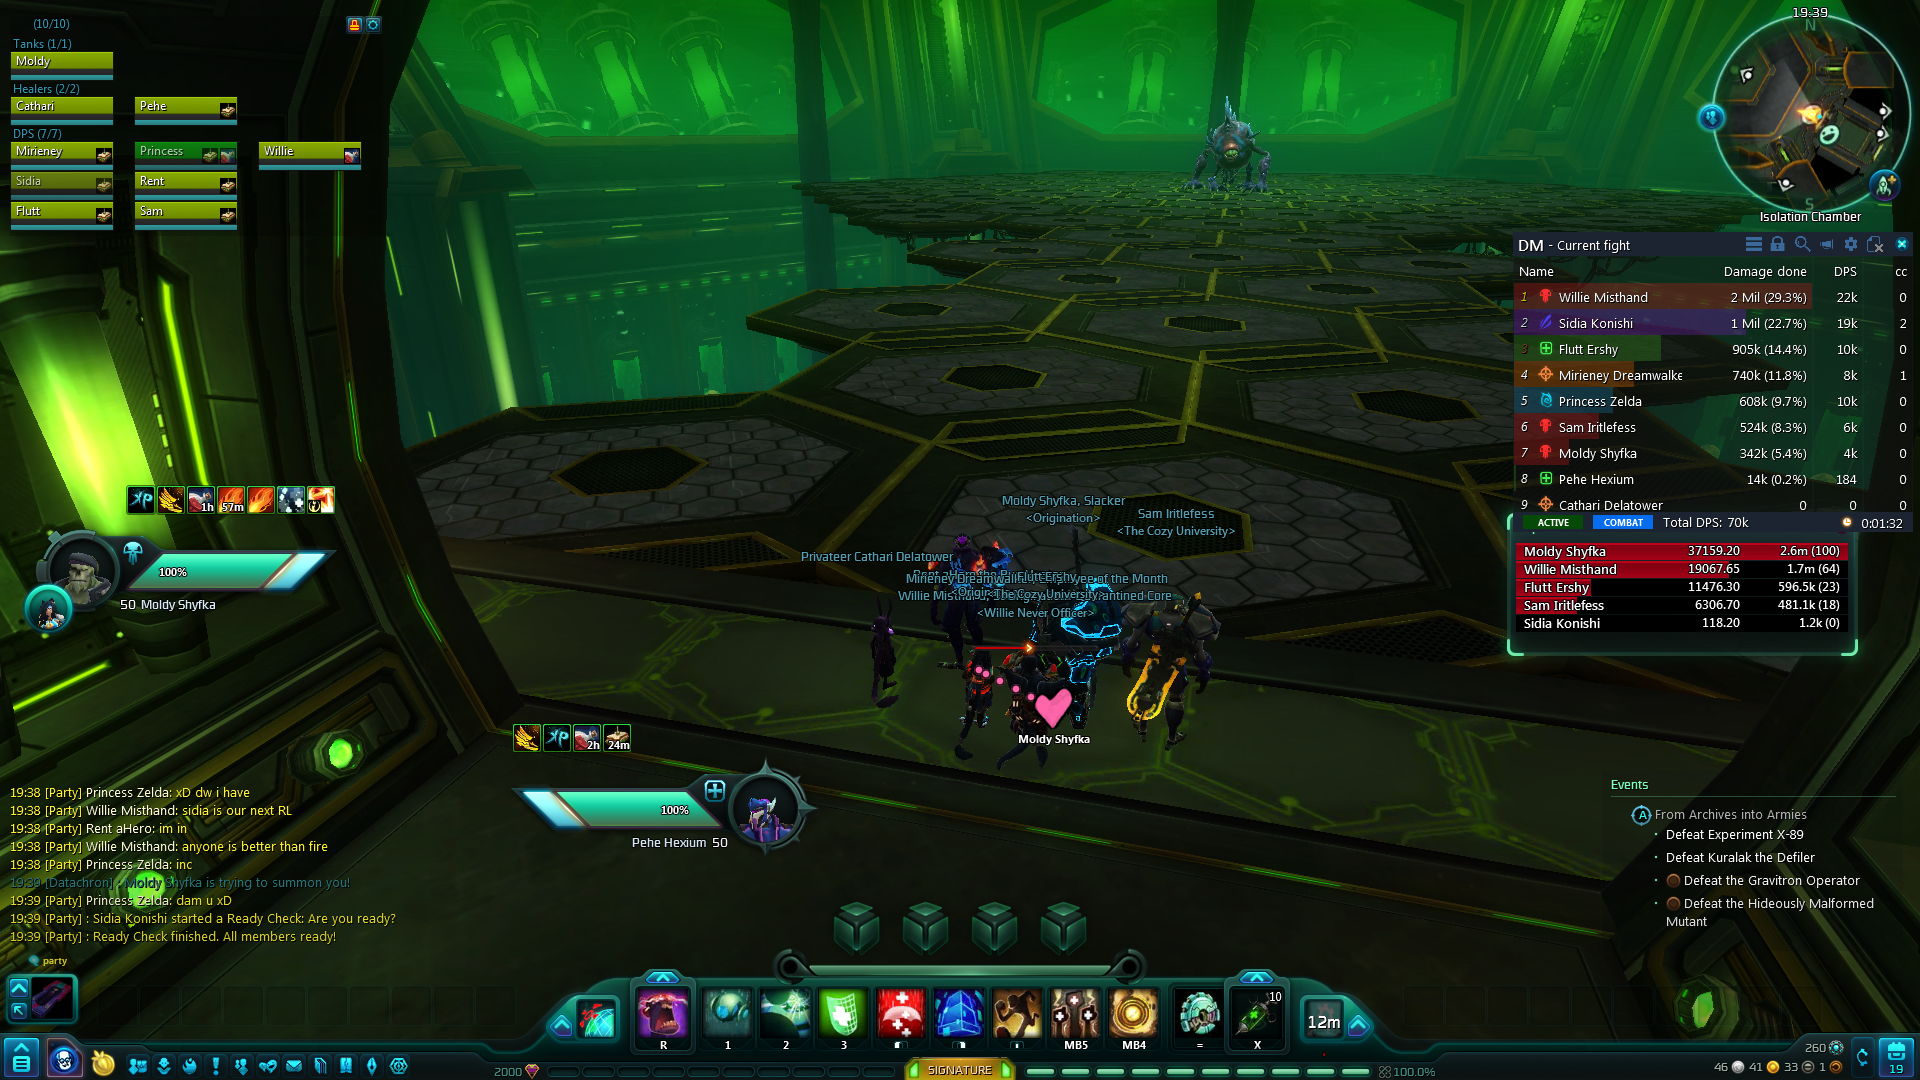 (10/10)
Tanks (1/1)
Moldy
Healers (2/2)
Cathari
Pehe
DPS (7/7)
Mirieney
Princess
Willie
Sidia
Rent
Flutt
Sam
19:39
N
S
Isolation Chamber
DM - Current fight
Name Damage done DPS cc
1 Willie Misthand 2 Mil (29.3%) 22k 0
2 Sidia Konishi 1 Mil (22.7%) 19k 2
3 Flutt Ershy 905k (14.4%) 10k 0
4 Mirieney Dreamwalke 740k (11.8%) 8k 1
5 Princess Zelda 608k (9.7%) 10k 0
6 Sam Iritlefess 524k (8.3%) 6k 0
7 Moldy Shyfka 342k (5.4%) 4k 0
8 Pehe Hexium 14k (0.2%) 184 0
9 Cathari Delatower 0 0 0
ACTIVE COMBAT Total DPS: 70k 0:01:32
Moldy Shyfka 37159.20 2.6m (100)
Willie Misthand 19067.65 1.7m (64)
Flutt Ershy 11476.30 596.5k (23)
Sam Iritlefess 6306.70 481.1k (18)
Sidia Konishi 118.20 1.2k (0)
1h
57m
100%
50 Moldy Shyfka
Moldy Shyfka, Slacker
<Origination>
Sam Iritlefess
<The Cozy University>
Privateer Cathari Delatower
<Willie Never Officer>
Moldy Shyfka
2h
24m
100%
Pehe Hexium 50
Events
A From Archives into Armies
Defeat Experiment X-89
Defeat Kuralak the Defiler
Defeat the Gravitron Operator
Defeat the Hideously Malformed
Mutant
19:38 [Party] Princess Zelda: xD dw i have
19:38 [Party] Willie Misthand: sidia is our next RL
19:38 [Party] Rent aHero: im in
19:38 [Party] Willie Misthand: anyone is better than fire
19:38 [Party] Princess Zelda: inc
19:39 [Datachron] : Moldy Shyfka is trying to summon you!
19:39 [Party] Princess Zelda: dam u xD
19:39 [Party] : Sidia Konishi started a Ready Check: Are you ready?
19:39 [Party] : Ready Check finished. All members ready!
party
10
12m
R 1 2 3 MB5 MB4 = X
2000
SIGNATURE
100.0%
260
46 41 33 1
19